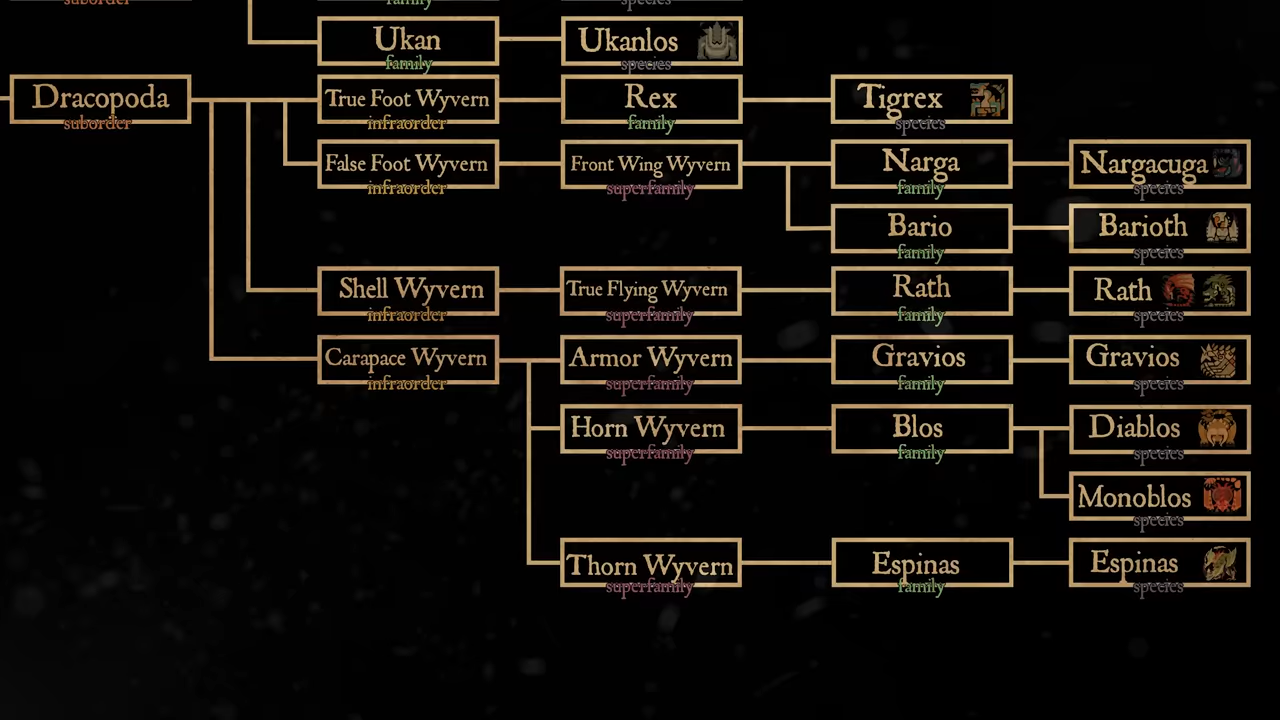 suborder
family
species
Ukan
family
Ukanlos
species
Dracopoda
suborder
True Foot Wyvern
infraorder
Rex
family
Tigrex
species
False Foot Wyvern
infraorder
Front Wing Wyvern
superfamily
Narga
family
Nargacuga
species
Bario
family
Barioth
species
Shell Wyvern
infraorder
True Flying Wyvern
superfamily
Rath
family
Rath
species
Carapace Wyvern
infraorder
Armor Wyvern
superfamily
Gravios
family
Gravios
species
Horn Wyvern
superfamily
Blos
family
Diablos
species
Monoblos
species
Thorn Wyvern
superfamily
Espinas
family
Espinas
species